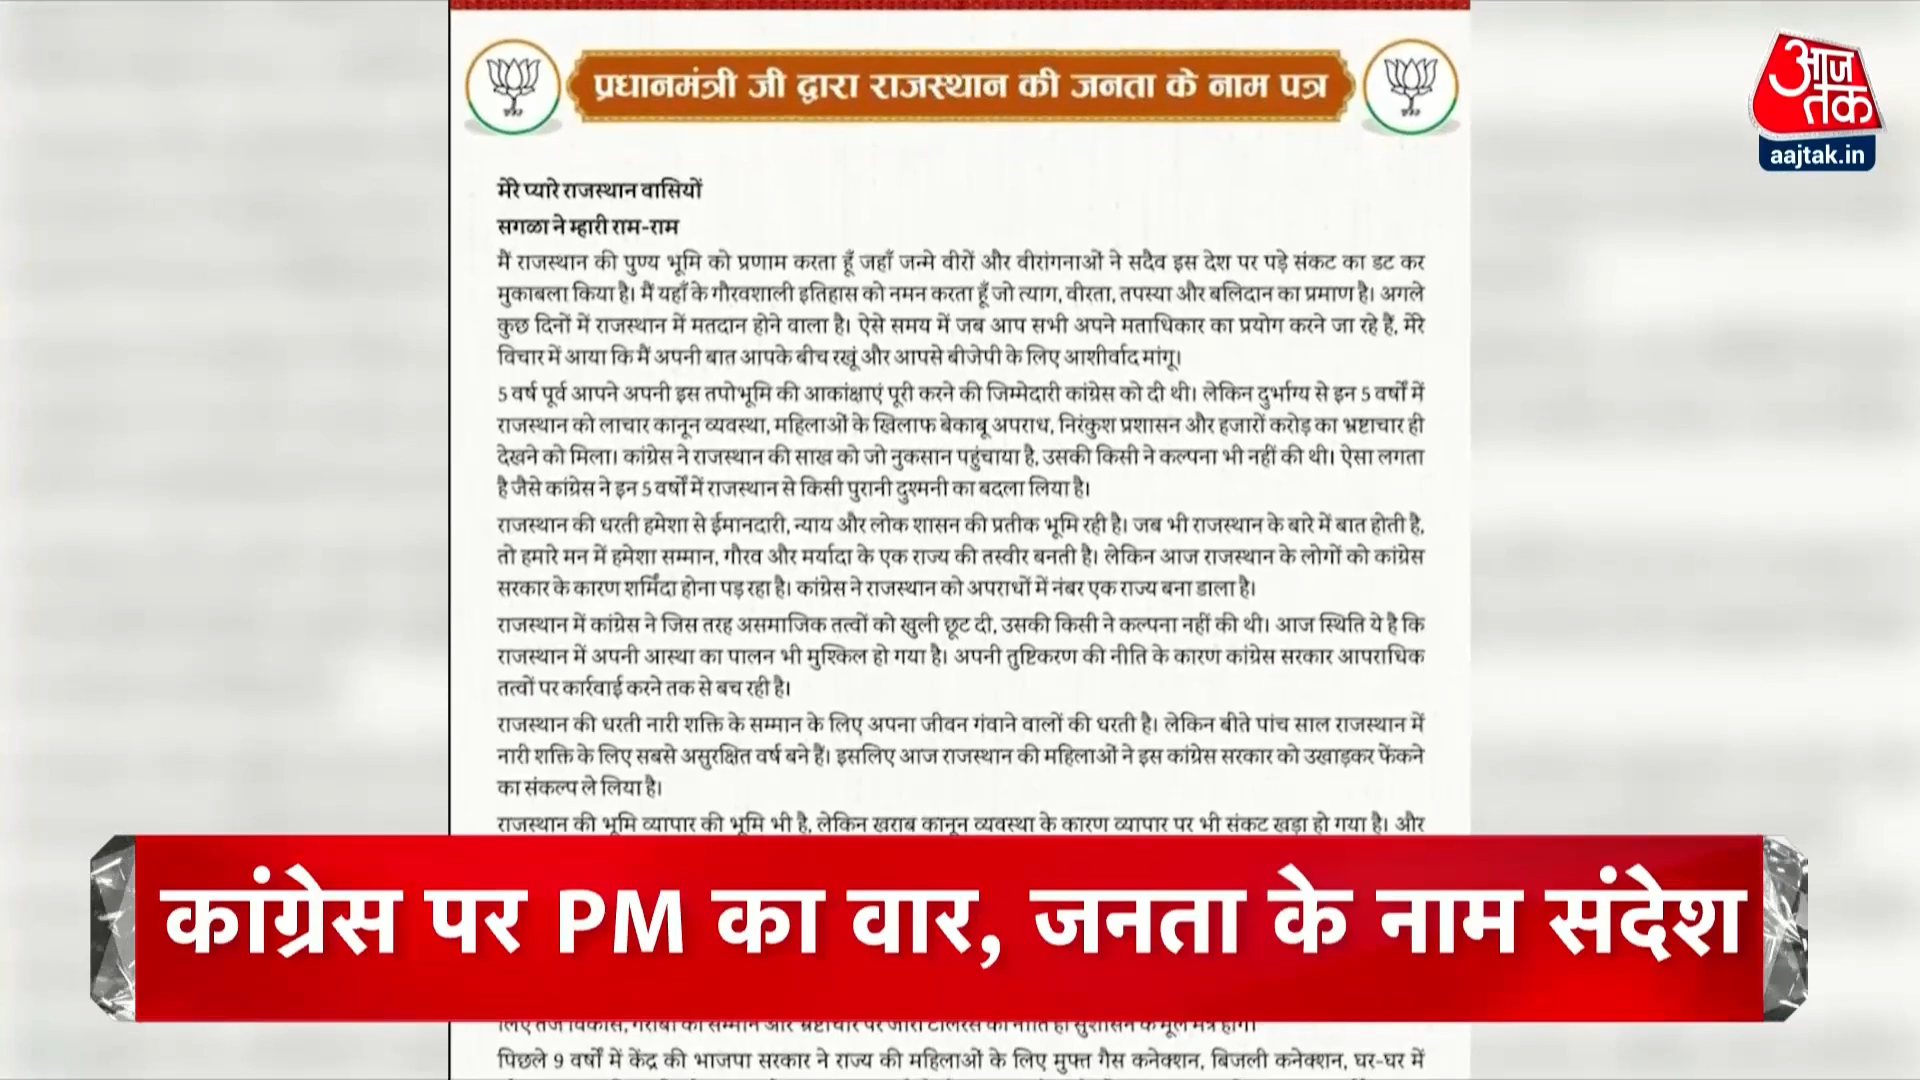 प्रधानमंत्री जी द्वारा राजस्थान की जनता के नाम पत्र
आज
तक
aajtak.in
मेरे प्यारे राजस्थान वासियों
सगळा ने म्हारी राम-राम
मैं राजस्थान की पुण्य भूमि को प्रणाम करता हूँ जहाँ जन्मे वीरों और वीरांगनाओं ने सदैव इस देश पर पड़े संकट का डट कर
मुकाबला किया है। मैं यहाँ के गौरवशाली इतिहास को नमन करता हूँ जो त्याग, वीरता, तपस्या और बलिदान का प्रमाण है। अगले
कुछ दिनों में राजस्थान में मतदान होने वाला है। ऐसे समय में जब आप सभी अपने मताधिकार का प्रयोग करने जा रहे हैं, मेरे
विचार में आया कि मैं अपनी बात आपके बीच रखूं और आपसे बीजेपी के लिए आशीर्वाद मांगू।
5 वर्ष पूर्व आपने अपनी इस तपोभूमि की आकांक्षाएं पूरी करने की जिम्मेदारी कांग्रेस को दी थी। लेकिन दुर्भाग्य से इन 5 वर्षों में
राजस्थान को लाचार कानून व्यवस्था, महिलाओं के खिलाफ बेकाबू अपराध, निरंकुश प्रशासन और हजारों करोड़ का भ्रष्टाचार ही
देखने को मिला। कांग्रेस ने राजस्थान की साख को जो नुकसान पहुंचाया है, उसकी किसी ने कल्पना भी नहीं की थी। ऐसा लगता
है जैसे कांग्रेस ने इन 5 वर्षों में राजस्थान से किसी पुरानी दुश्मनी का बदला लिया है।
राजस्थान की धरती हमेशा से ईमानदारी, न्याय और लोक शासन की प्रतीक भूमि रही है। जब भी राजस्थान के बारे में बात होती है,
तो हमारे मन में हमेशा सम्मान, गौरव और मर्यादा के एक राज्य की तस्वीर बनती है। लेकिन आज राजस्थान के लोगों को कांग्रेस
सरकार के कारण शर्मिंदा होना पड़ रहा है। कांग्रेस ने राजस्थान को अपराधों में नंबर एक राज्य बना डाला है।
राजस्थान में कांग्रेस ने जिस तरह असमाजिक तत्वों को खुली छूट दी, उसकी किसी ने कल्पना नहीं की थी। आज स्थिति ये है कि
राजस्थान में अपनी आस्था का पालन भी मुश्किल हो गया है। अपनी तुष्टिकरण की नीति के कारण कांग्रेस सरकार आपराधिक
तत्वों पर कार्रवाई करने तक से बच रही है।
राजस्थान की धरती नारी शक्ति के सम्मान के लिए अपना जीवन गंवाने वालों की धरती है। लेकिन बीते पांच साल राजस्थान में
नारी शक्ति के लिए सबसे असुरक्षित वर्ष बने हैं। इसलिए आज राजस्थान की महिलाओं ने इस कांग्रेस सरकार को उखाड़कर फेंकने
का संकल्प ले लिया है।
राजस्थान की भूमि व्यापार की भूमि भी है, लेकिन खराब कानून व्यवस्था के कारण व्यापार पर भी संकट खड़ा हो गया है। और
कांग्रेस पर PM का वार, जनता के नाम संदेश
लिए तेज विकास, गरीबों का सम्मान और भ्रष्टाचार पर जीरो टॉलरेंस की नीति ही सुशासन के मूल मंत्र होंगे।
पिछले 9 वर्षों में केंद्र की भाजपा सरकार ने राज्य की महिलाओं के लिए मुफ्त गैस कनेक्शन, बिजली कनेक्शन, घर-घर में